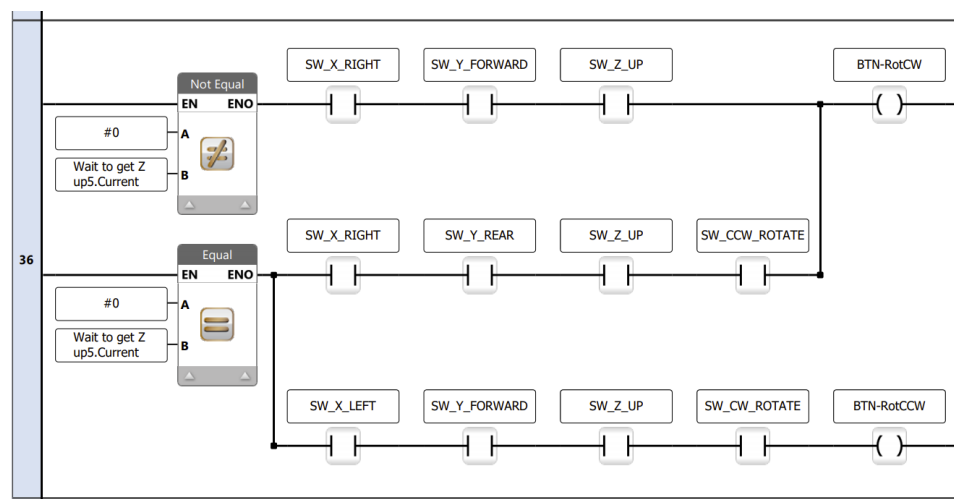 SW_X_RIGHT SW_Y_FORWARD SW_Z_UP BTN-RotCW
Not Equal
EN ENO
#0 A
Wait to get Z
up5.Current
B
36
SW_X_RIGHT SW_Y_REAR SW_Z_UP SW_CCW_ROTATE
Equal
EN ENO
#0 A
Wait to get Z
up5.Current
B
SW_X_LEFT SW_Y_FORWARD SW_Z_UP SW_CW_ROTATE BTN-RotCCW